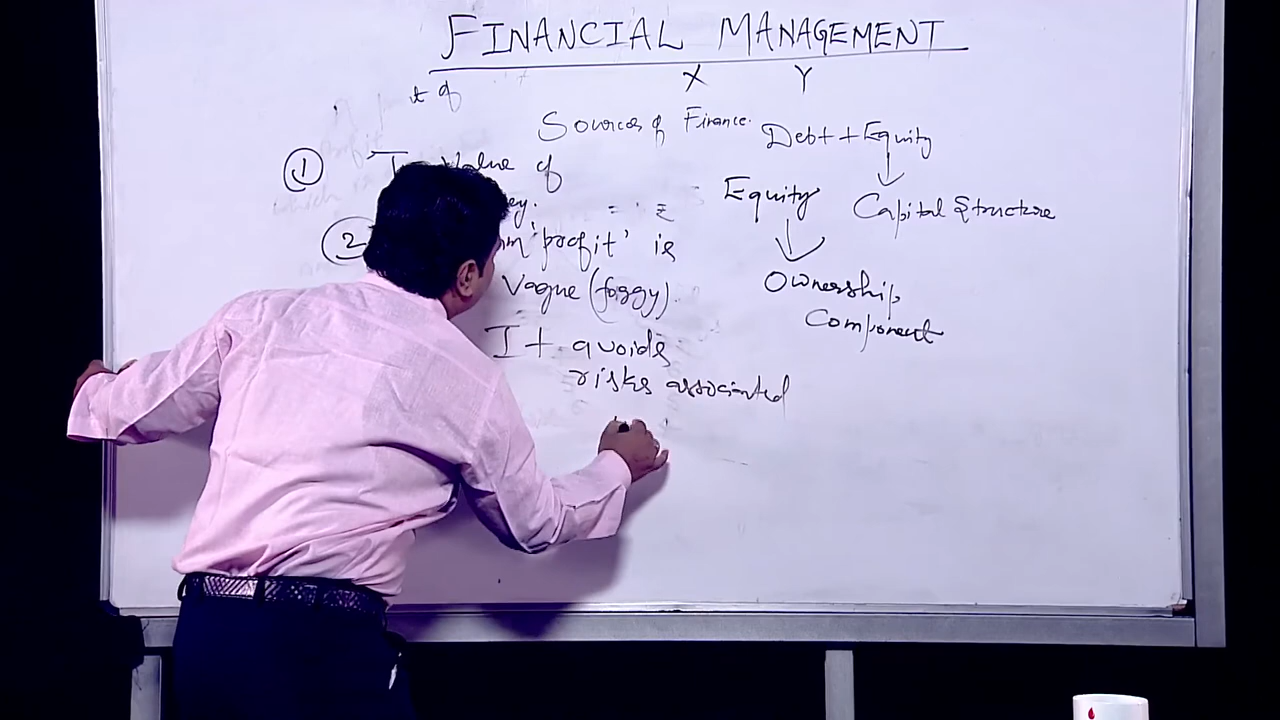 FINANCIAL MANAGEMENT
X Y
of
Sources of Finance.
Debt + Equity
Capital Structure
Equity
Ownership
Component
1 Value of
2 'profit' is
Vague (foggy).
It avoids
risks associated